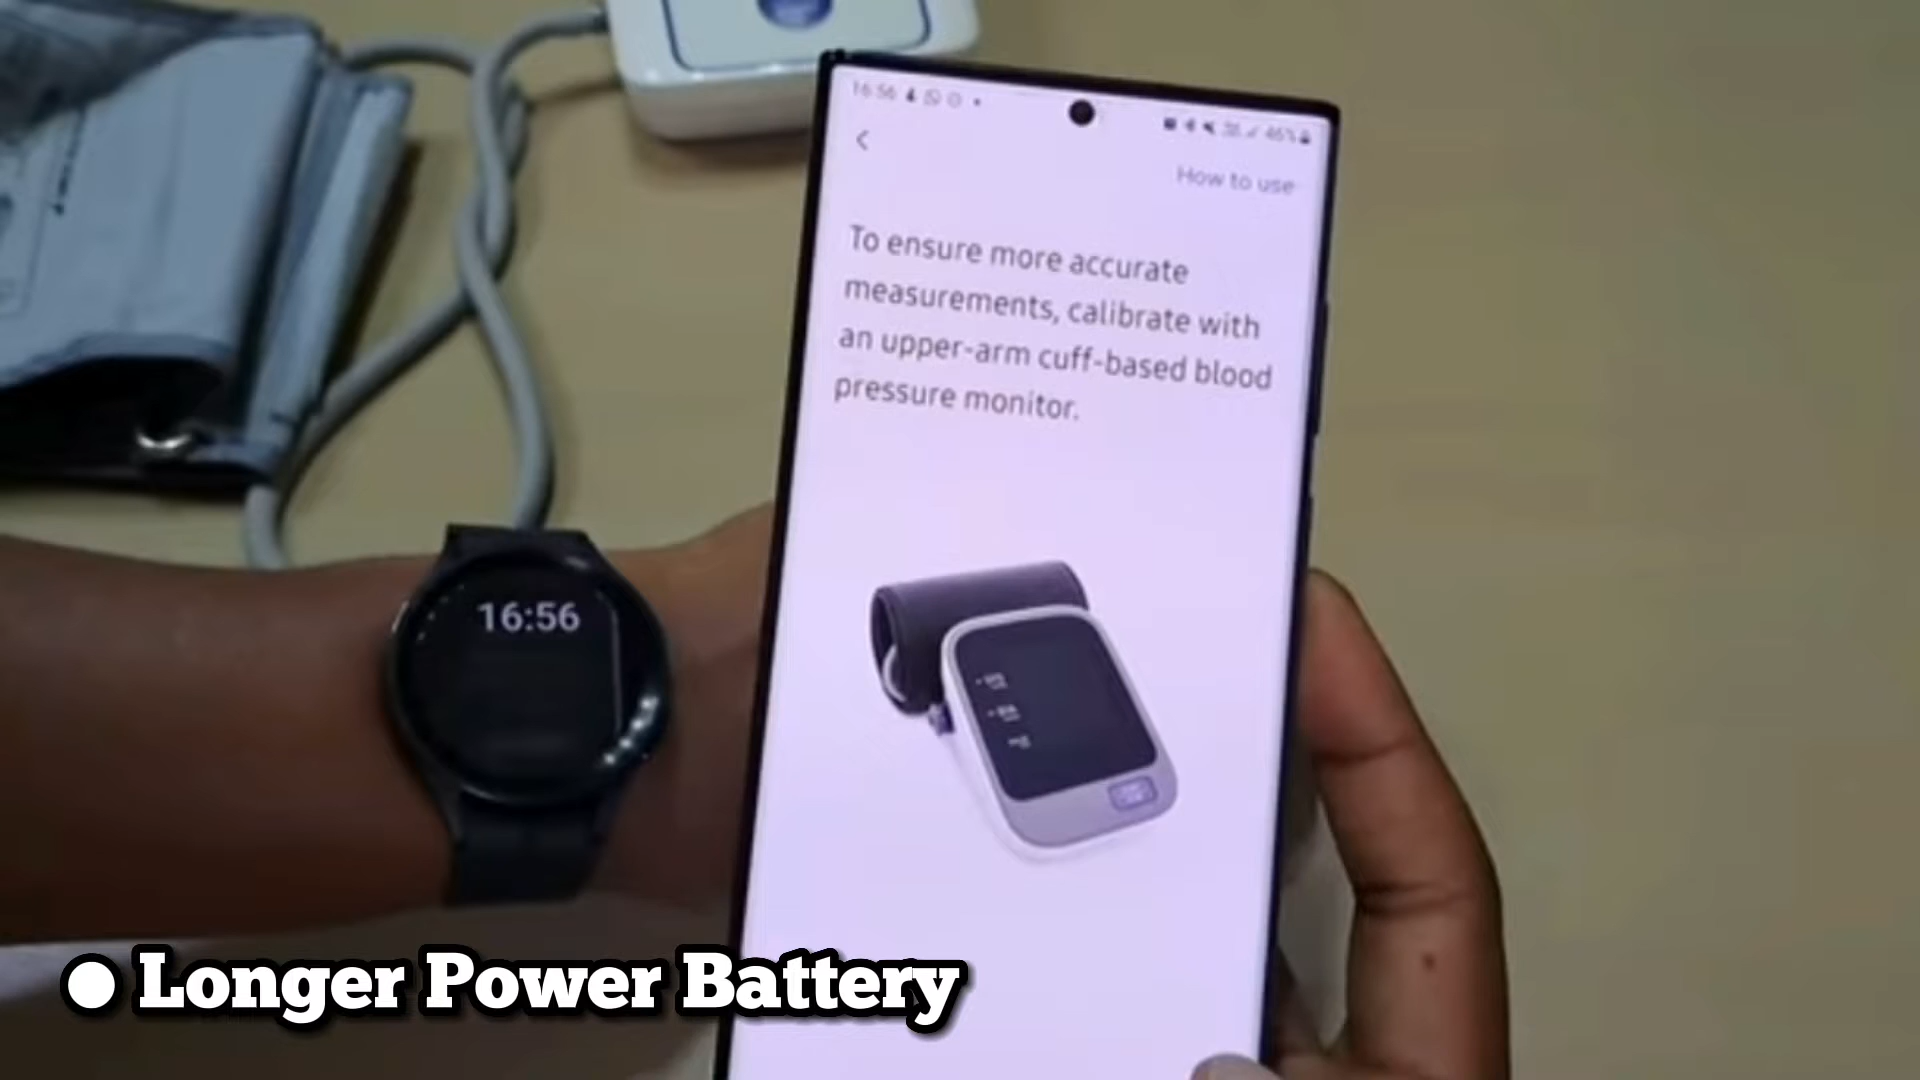 16:56
46%
How to use
To ensure more accurate
measurements, calibrate with
an upper-arm cuff-based blood
pressure monitor.
16:56
● Longer Power Battery